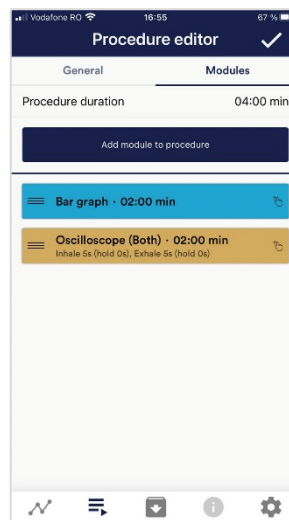 Vodafone RO 16:55 67 %
Procedure editor
General Modules
Procedure duration 04:00 min
Add module to procedure
Bar graph · 02:00 min
Oscilloscope (Both) · 02:00 min
Inhale 5s (hold 0s), Exhale 5s (hold 0s)